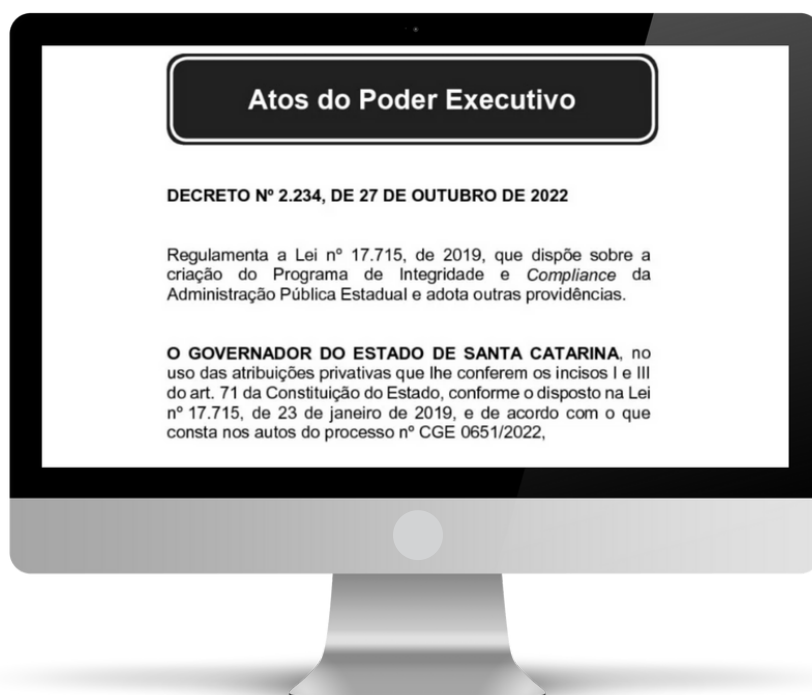 Atos do Poder Executivo
DECRETO Nº 2.234, DE 27 DE OUTUBRO DE 2022
Regulamenta a Lei nº 17.715, de 2019, que dispõe sobre a
criação do Programa de Integridade e Compliance da
Administração Pública Estadual e adota outras providências.
O GOVERNADOR DO ESTADO DE SANTA CATARINA, no
uso das atribuições privativas que lhe conferem os incisos I e III
do art. 71 da Constituição do Estado, conforme o disposto na Lei
nº 17.715, de 23 de janeiro de 2019, e de acordo com o que
consta nos autos do processo nº CGE 0651/2022,